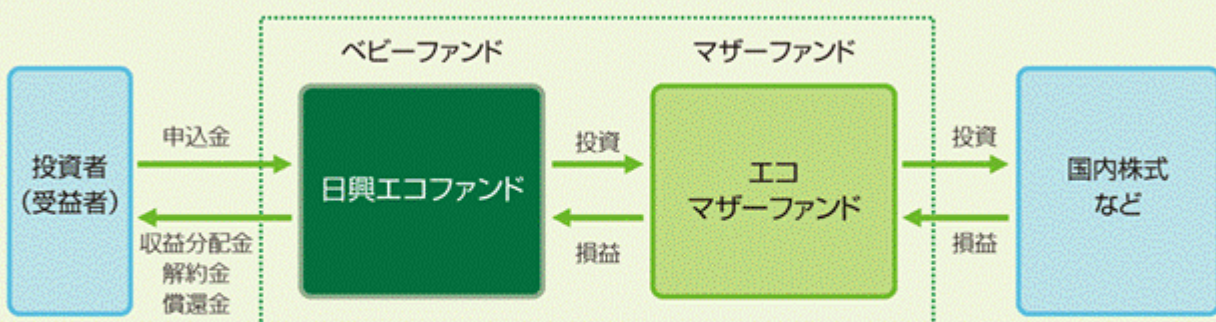 ベビーファンド
マザーファンド
投資者
（受益者）
申込金
収益分配金
解約金
償還金
日興エコファンド
投資
損益
エコ
マザーファンド
投資
損益
国内株式
など